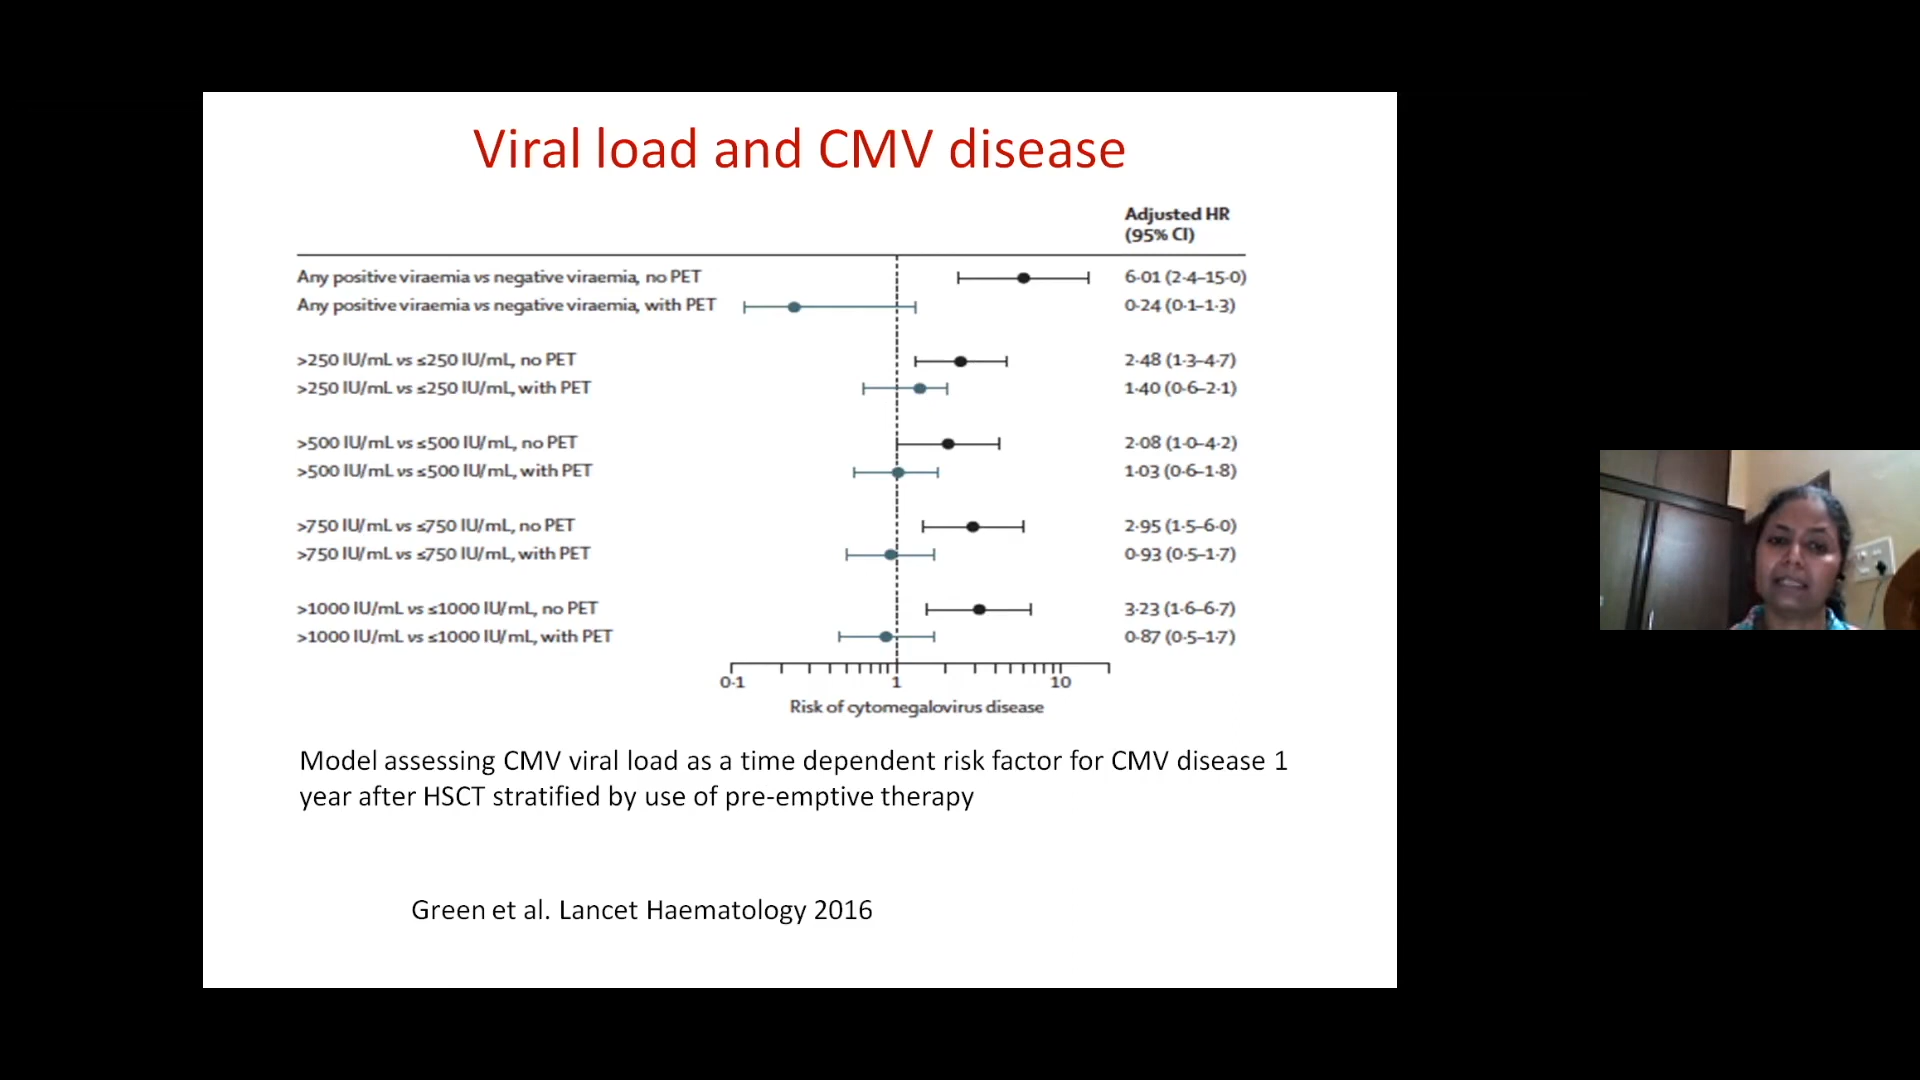 Viral load and CMV disease
Adjusted HR
(95% CI)
Any positive viraemia vs negative viraemia, no PET 6·01 (2·4–15·0)
Any positive viraemia vs negative viraemia, with PET 0·24 (0·1–1·3)
>250 IU/mL vs ≤250 IU/mL, no PET 2·48 (1·3–4·7)
>250 IU/mL vs ≤250 IU/mL, with PET 1·40 (0·6–2·1)
>500 IU/mL vs ≤500 IU/mL, no PET 2·08 (1·0–4·2)
>500 IU/mL vs ≤500 IU/mL, with PET 1·03 (0·6–1·8)
>750 IU/mL vs ≤750 IU/mL, no PET 2·95 (1·5–6·0)
>750 IU/mL vs ≤750 IU/mL, with PET 0·93 (0·5–1·7)
>1000 IU/mL vs ≤1000 IU/mL, no PET 3·23 (1·6–6·7)
>1000 IU/mL vs ≤1000 IU/mL, with PET 0·87 (0·5–1·7)
0·1 1 10
Risk of cytomegalovirus disease
Model assessing CMV viral load as a time dependent risk factor for CMV disease 1
year after HSCT stratified by use of pre-emptive therapy
Green et al. Lancet Haematology 2016